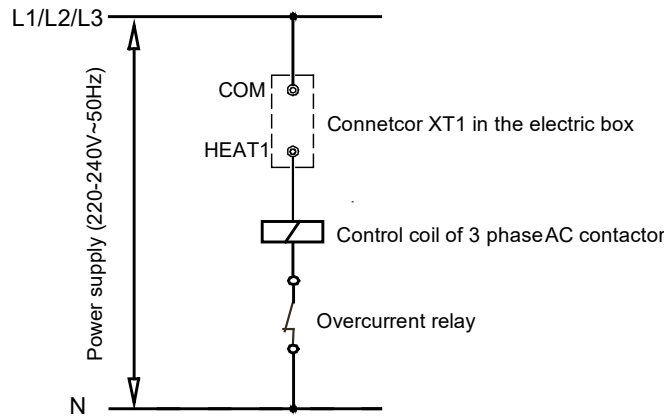 L1/L2/L3
Power supply (220-240V~50Hz)
COM
Connetcor XT1 in the electric box
HEAT1
Control coil of 3 phase AC contactor
Overcurrent relay
N